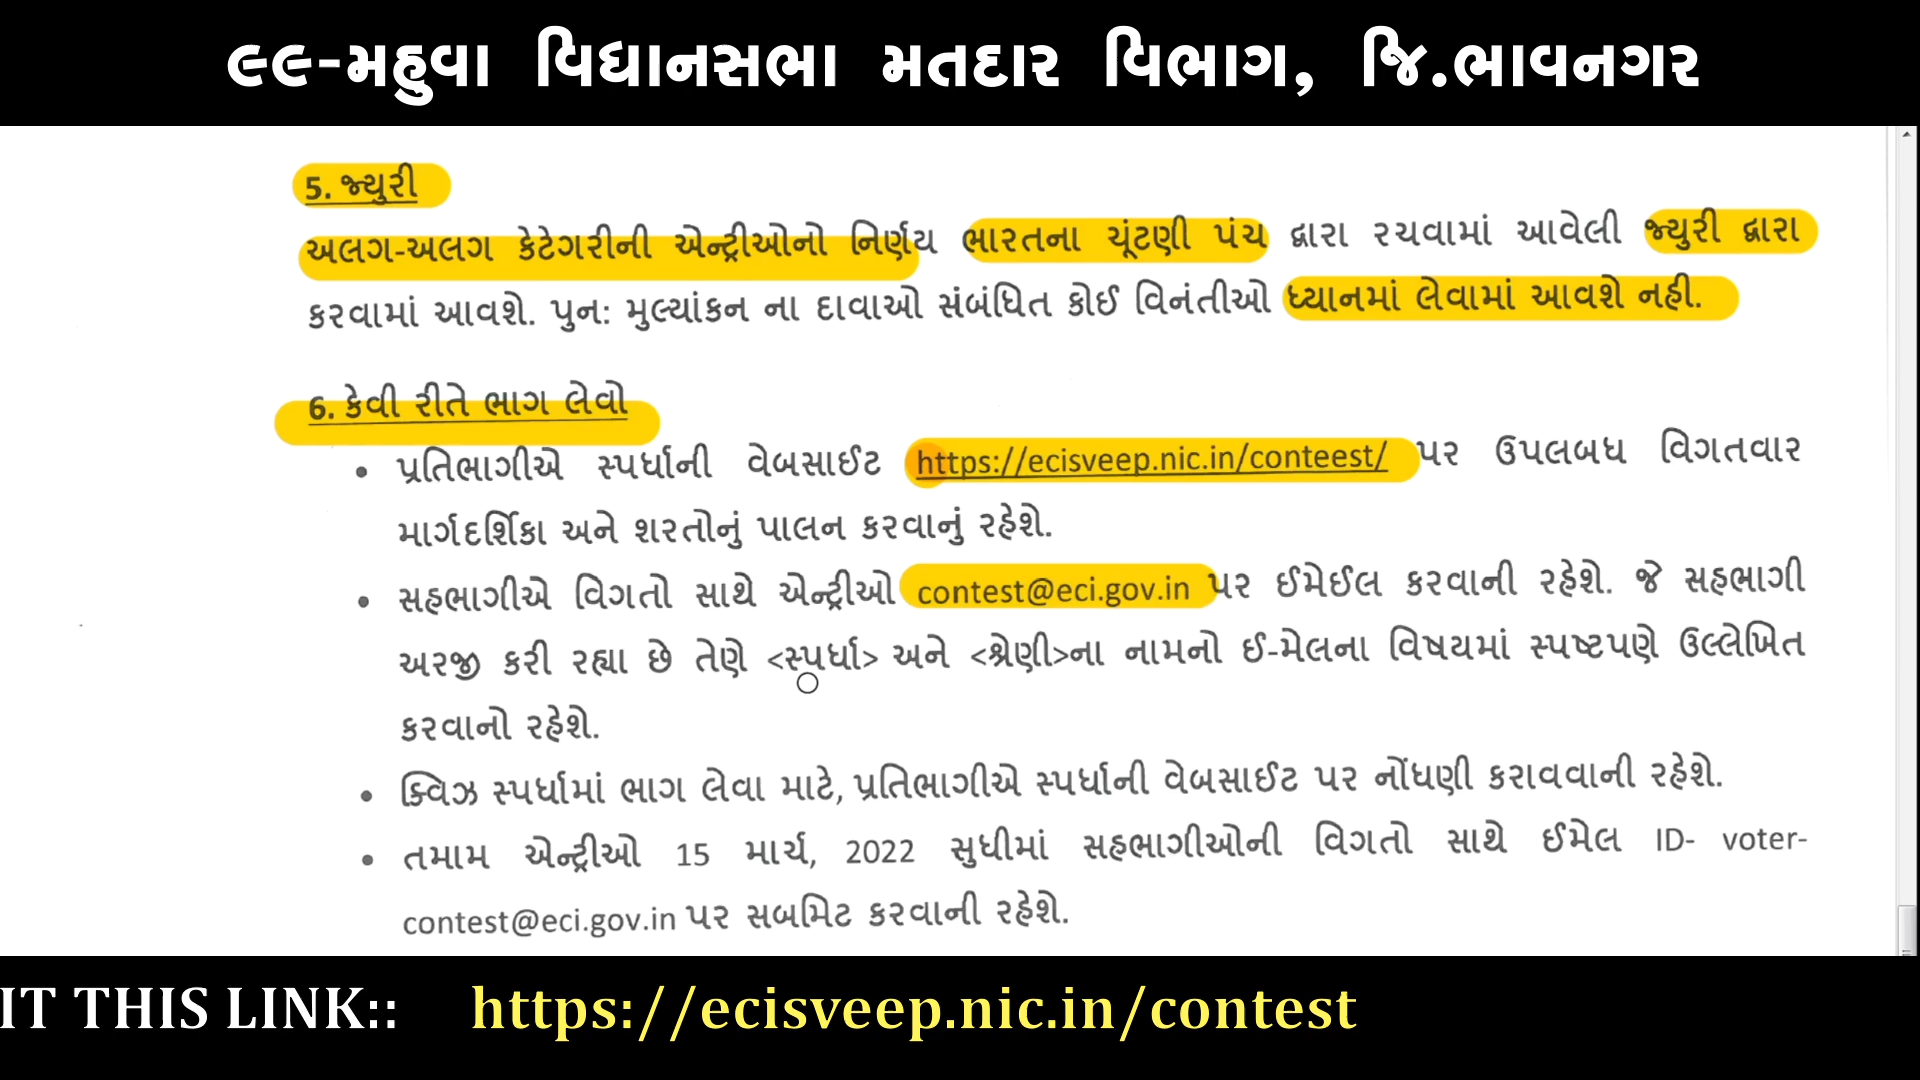 ૯૯-મહુવા વિધાનસભા મતદાર વિભાગ, જિ.ભાવનગર
5. જ્યુરી
અલગ-અલગ કેટેગરીની એન્ટ્રીઓનો નિર્ણય ભારતના ચૂંટણી પંચ દ્વારા રચવામાં આવેલી જ્યુરી દ્વારા
કરવામાં આવશે. પુન: મુલ્યાંકન ના દાવાઓ સંબંધિત કોઈ વિનંતીઓ ધ્યાનમાં લેવામાં આવશે નહી.
6. કેવી રીતે ભાગ લેવો
• પ્રતિભાગીએ સ્પર્ધાની વેબસાઈટ https://ecisveep.nic.in/conteest/ પર ઉપલબધ વિગતવાર
માર્ગદર્શિકા અને શરતોનું પાલન કરવાનું રહેશે.
• સહભાગીએ વિગતો સાથે એન્ટ્રીઓ contest@eci.gov.in પર ઈમેઈલ કરવાની રહેશે. જે સહભાગી
અરજી કરી રહ્યા છે તેણે <સ્પર્ધા> અને <શ્રેણી>ના નામનો ઈ-મેલના વિષયમાં સ્પષ્ટપણે ઉલ્લેખિત
કરવાનો રહેશે.
• ક્વિઝ સ્પર્ધામાં ભાગ લેવા માટે, પ્રતિભાગીએ સ્પર્ધાની વેબસાઈટ પર નોંધણી કરાવવાની રહેશે.
• તમામ એન્ટ્રીઓ 15 માર્ચ, 2022 સુધીમાં સહભાગીઓની વિગતો સાથે ઈમેલ ID- voter-
contest@eci.gov.in પર સબમિટ કરવાની રહેશે.
IT THIS LINK:: https://ecisveep.nic.in/contest